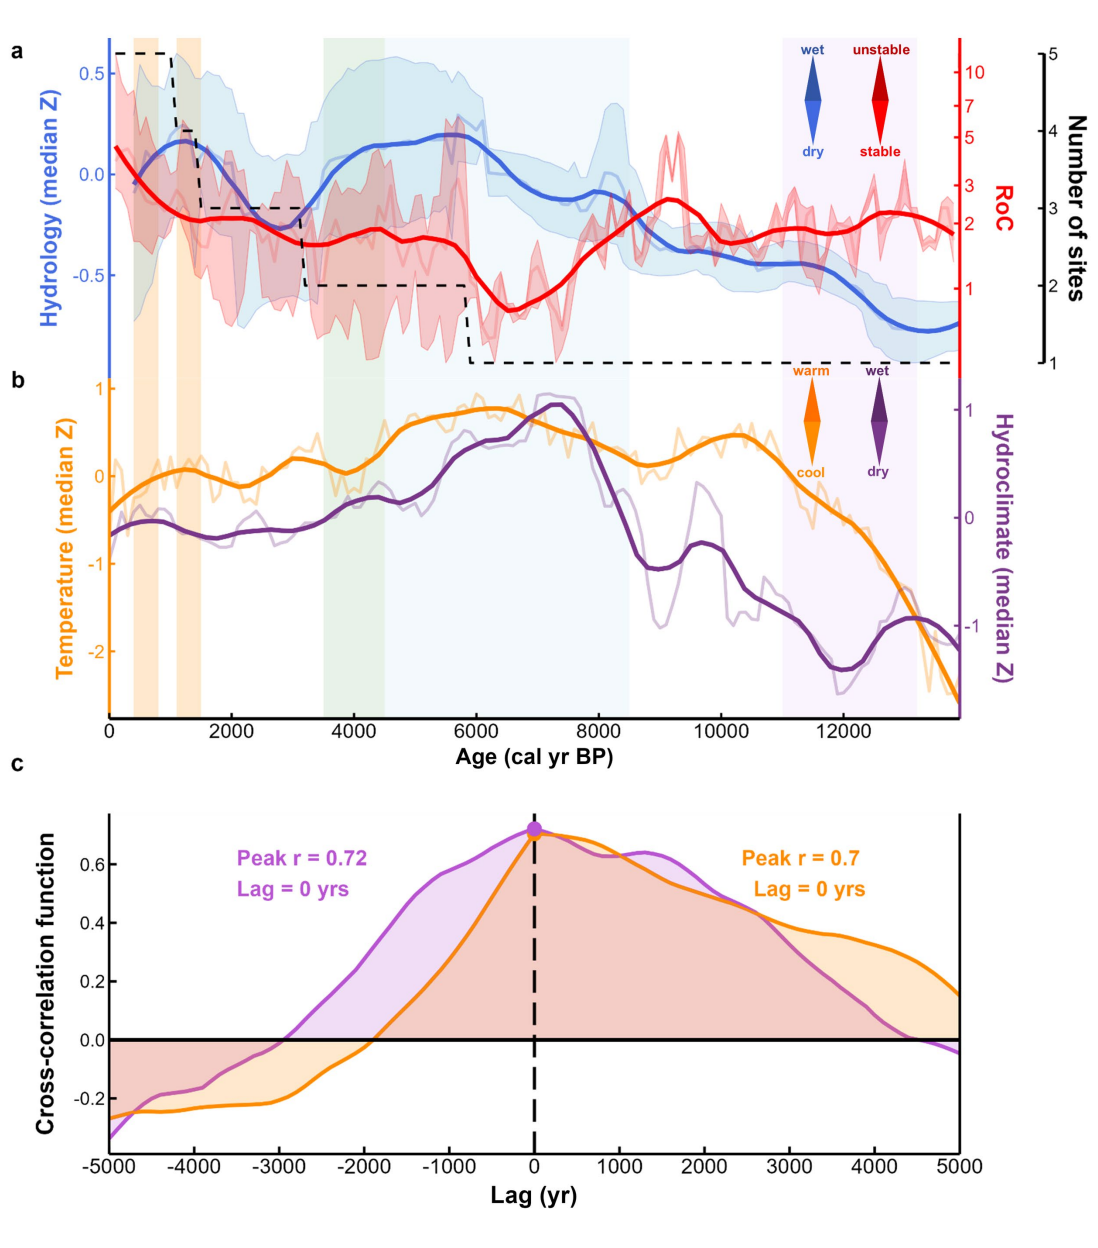 a
wet
unstable
5
0.5
10
7
4
5
dry
stable
0.0
3
3
2
-0.5
2
1
1
Hydrology (median Z)
RoC
Number of sites
b
warm
wet
1
1
cool
dry
0
0
-1
-1
-2
Temperature (median Z)
Hydroclimate (median Z)
0
2000
4000
6000
8000
10000
12000
Age (cal yr BP)
c
Peak r = 0.72
Lag = 0 yrs
Peak r = 0.7
Lag = 0 yrs
0.6
0.4
0.2
0.0
-0.2
Cross-correlation function
-5000
-4000
-3000
-2000
-1000
0
1000
2000
3000
4000
5000
Lag (yr)